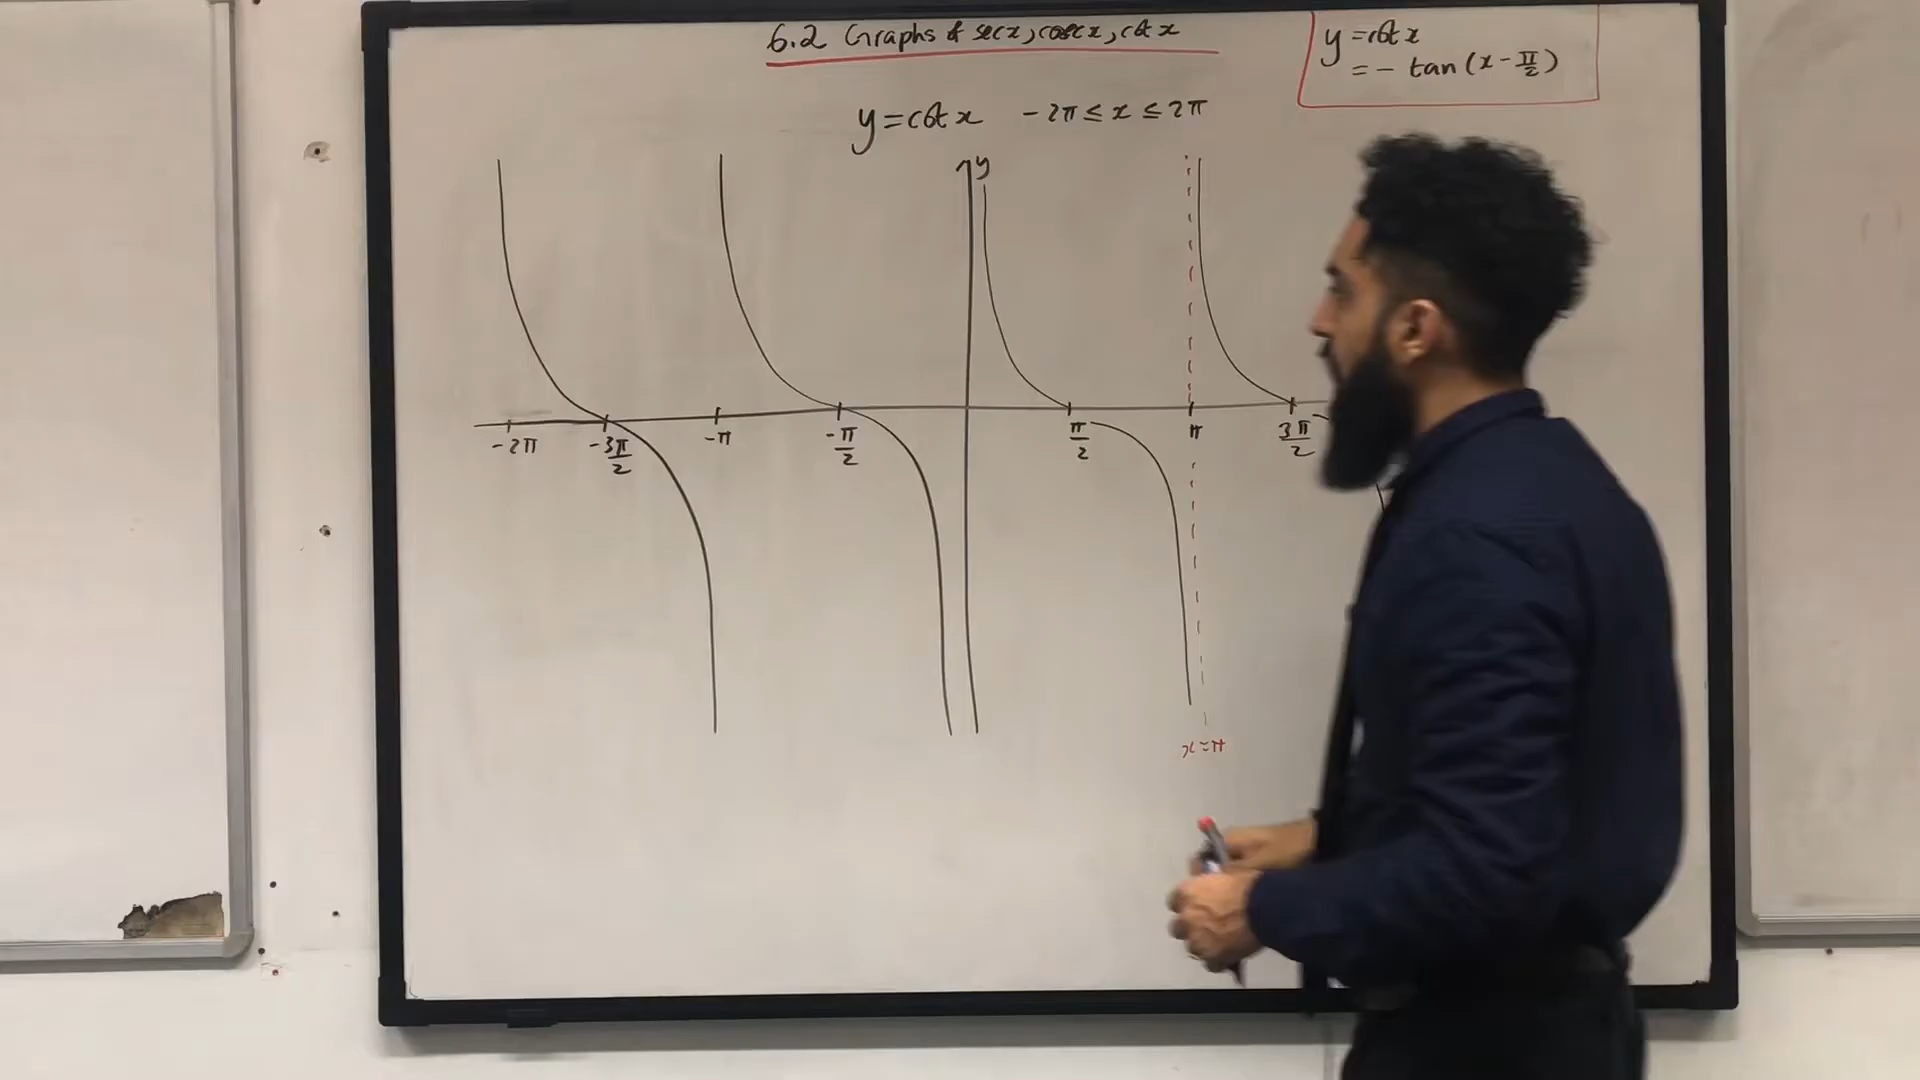 6.2 Graphs of sec x, cosec x, cot x
y = cot x
= - tan (x - π/2)
y = cot x -2π ≤ x ≤ 2π
y
-2π -3π/2 -π -π/2 π/2 π 3π/2
x = π